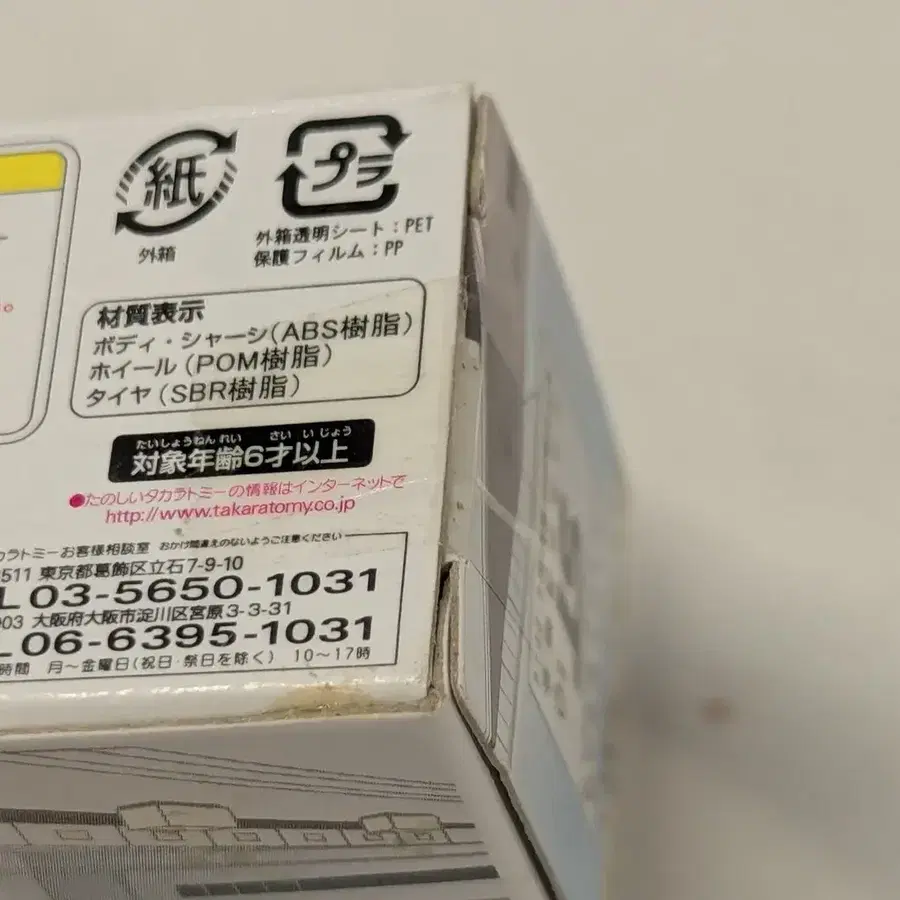 紙
プラ
外箱
外箱透明シート：PET
保護フィルム：PP
材質表示
ボディ・シャーシ(ABS樹脂)
ホイール(POM樹脂)
タイヤ(SBR樹脂)
たいしょうねんれい さい いじょう
対象年齢6才以上
●たのしいタカラトミーの情報はインターネットで
http://www.takaratomy.co.jp
カラトミーお客様相談室 おかけ間違えのないようご注意ください
511 東京都葛飾区立石7-9-10
L 03-5650-1031
03 大阪府大阪市淀川区宮原3-3-31
L 06-6395-1031
時間 月～金曜日(祝日・祭日を除く) 10～17時